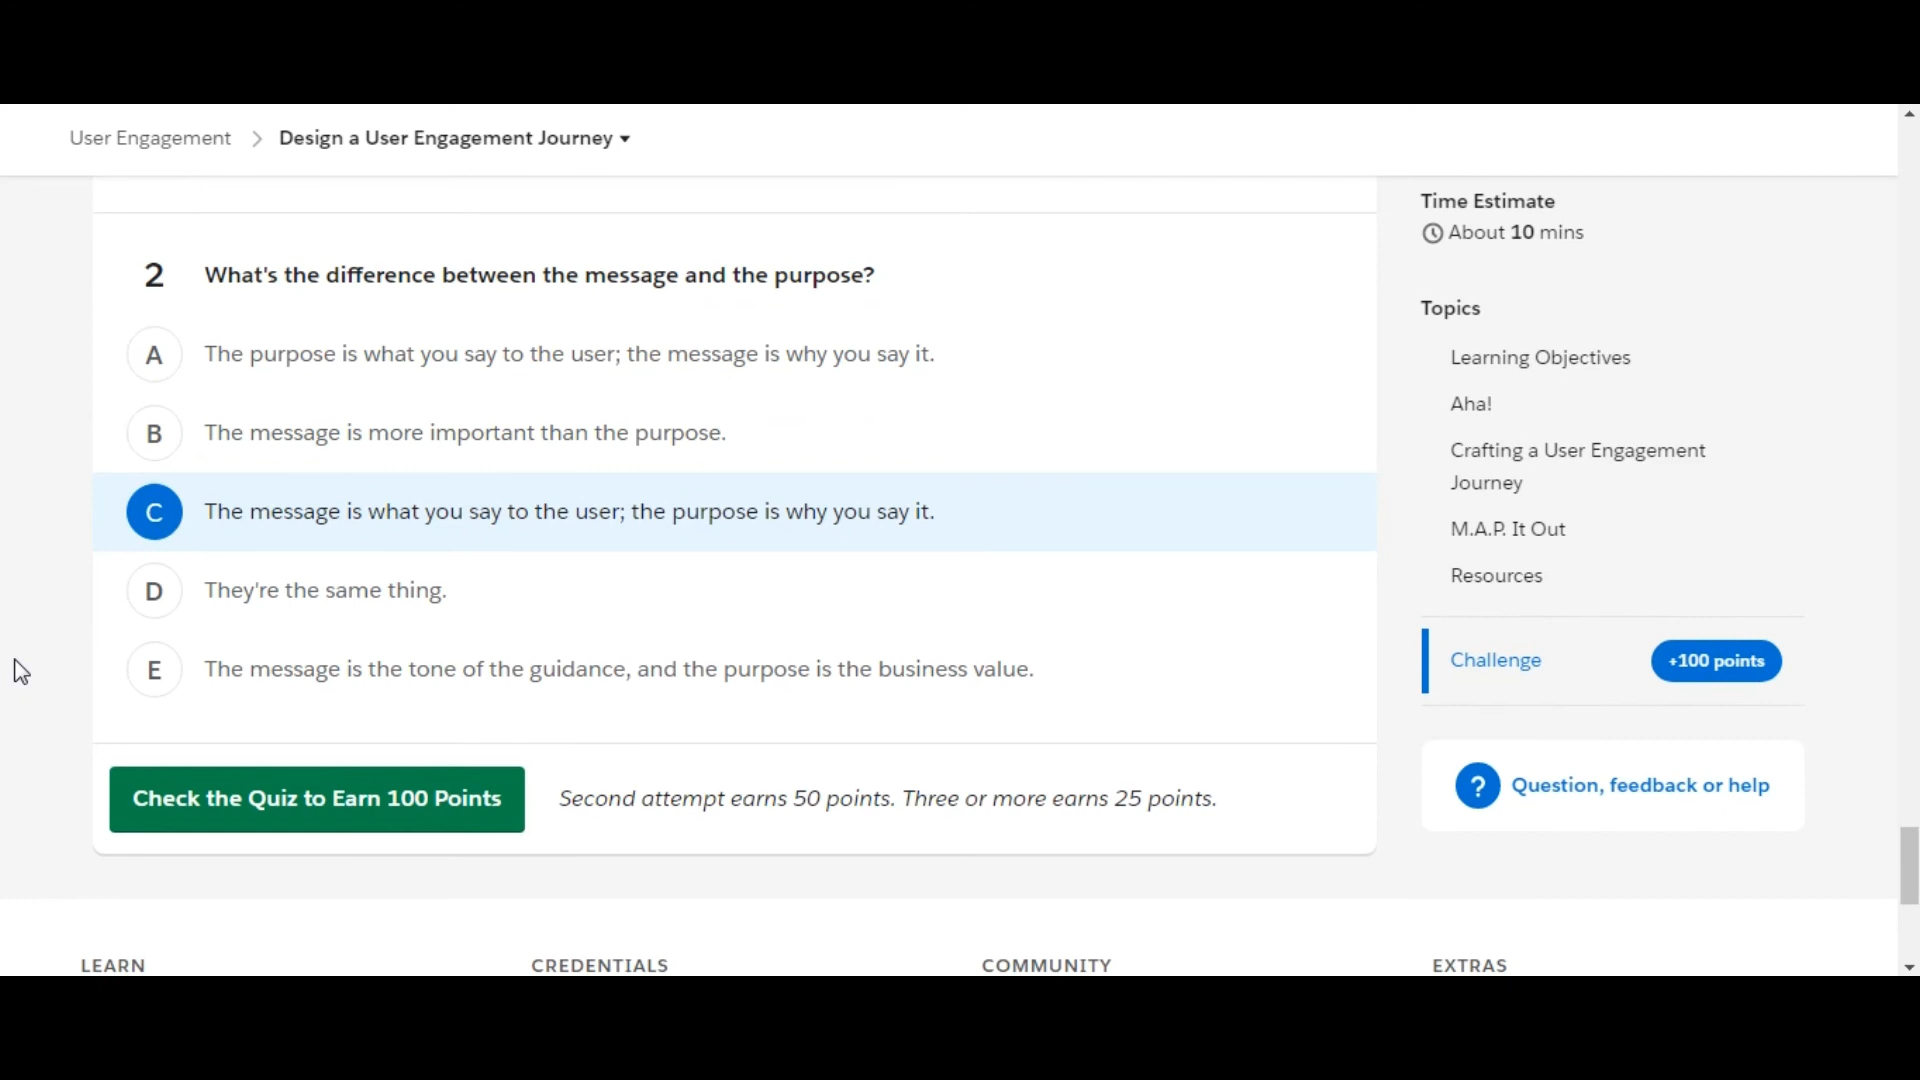 User Engagement > Design a User Engagement Journey
Time Estimate
About 10 mins
2 What's the difference between the message and the purpose?
A The purpose is what you say to the user; the message is why you say it.
B The message is more important than the purpose.
C The message is what you say to the user; the purpose is why you say it.
D They're the same thing.
E The message is the tone of the guidance, and the purpose is the business value.
Check the Quiz to Earn 100 Points
Second attempt earns 50 points. Three or more earns 25 points.
Topics
Learning Objectives
Aha!
Crafting a User Engagement
Journey
M.A.P. It Out
Resources
Challenge +100 points
? Question, feedback or help
LEARN CREDENTIALS COMMUNITY EXTRAS